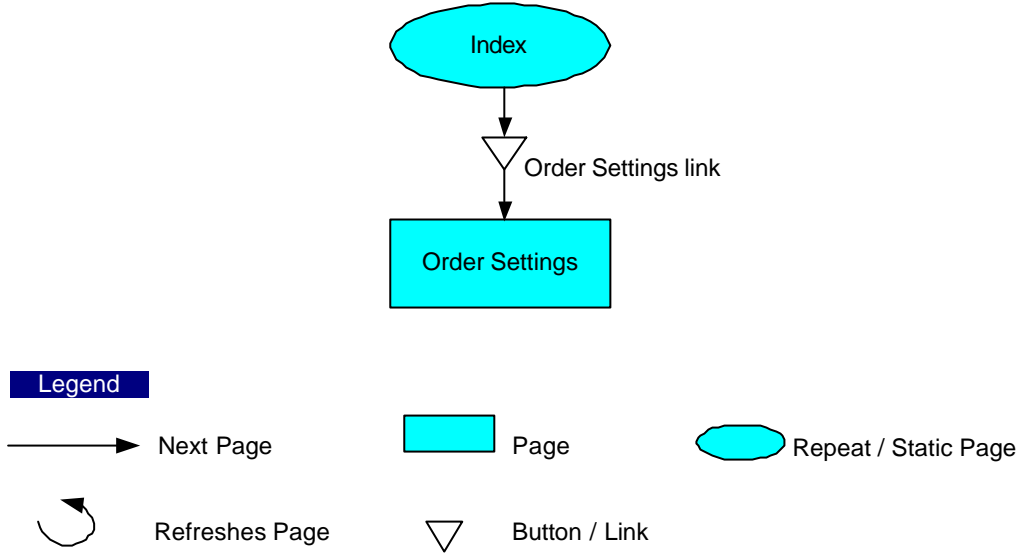 Index
Order Settings link
Order Settings
Legend
Next Page
Page
Repeat / Static Page
Refreshes Page
Button / Link